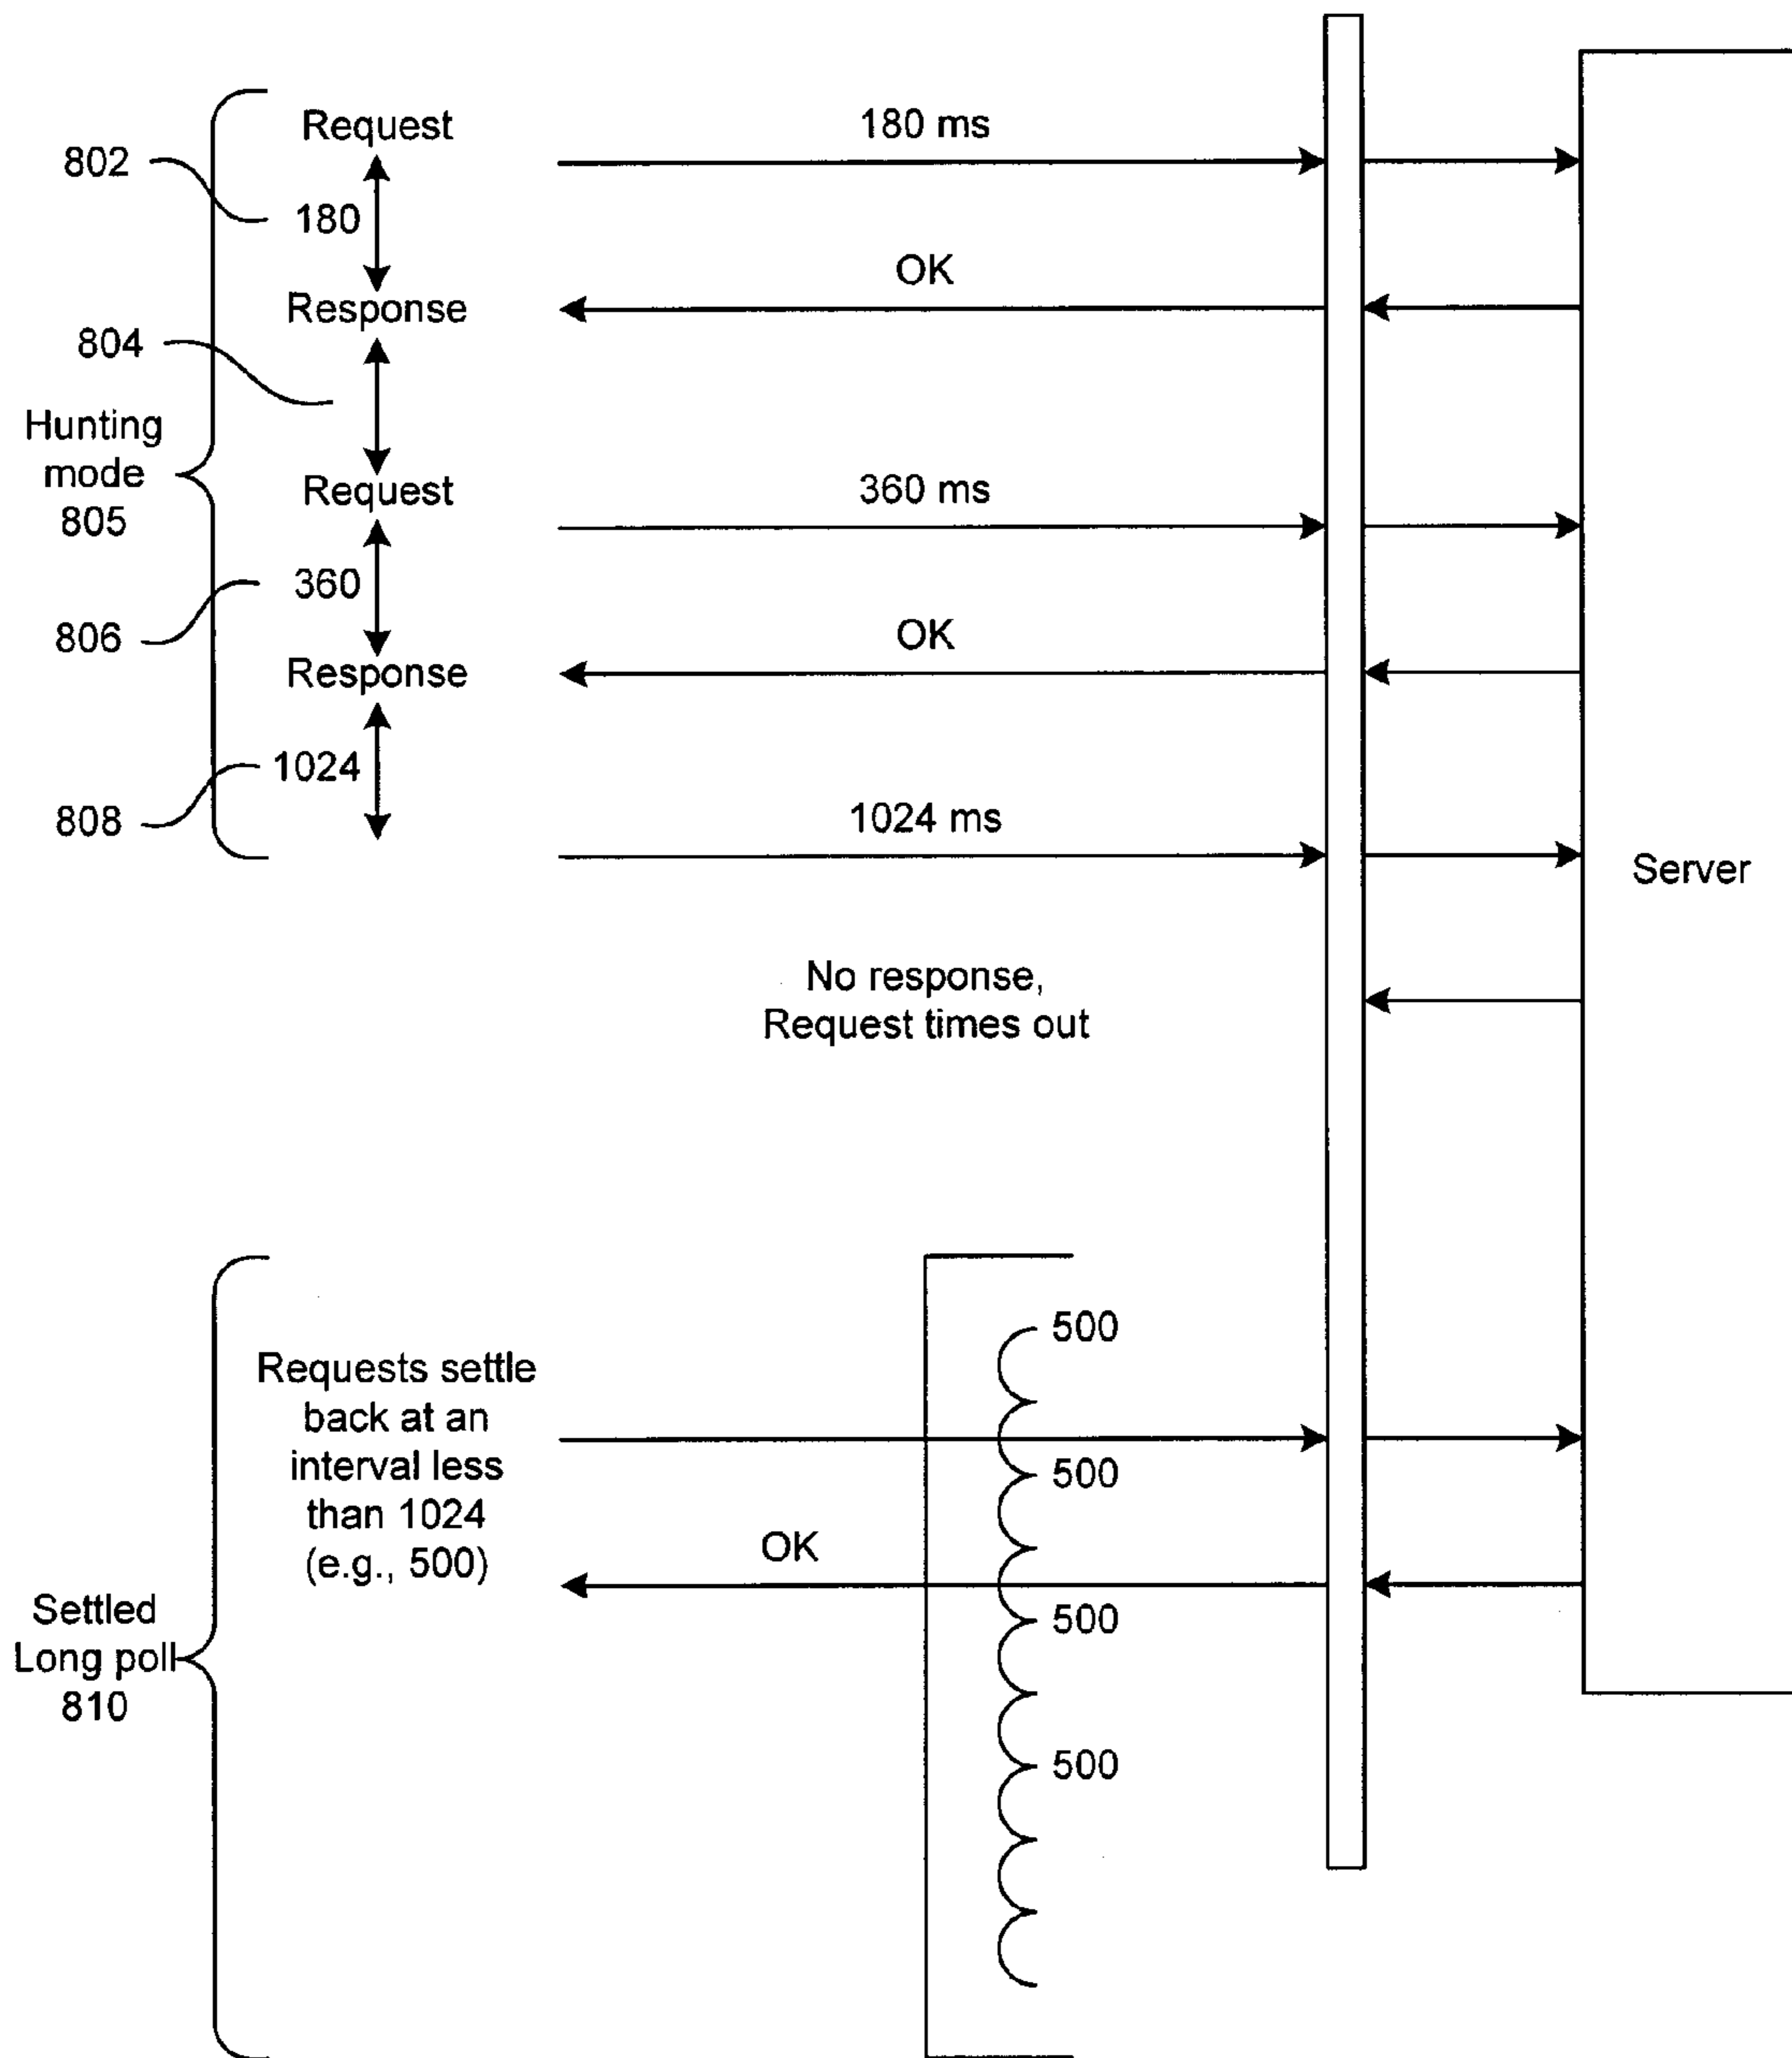 Request
180 ms
802
180
OK
Response
804
Hunting
mode
805
Request
360 ms
360
806
OK
Response
1024
808
1024 ms
Server
No response,
Request times out
500
Requests settle
back at an
interval less
than 1024
(e.g., 500)
500
OK
Settled
Long poll
810
500
500